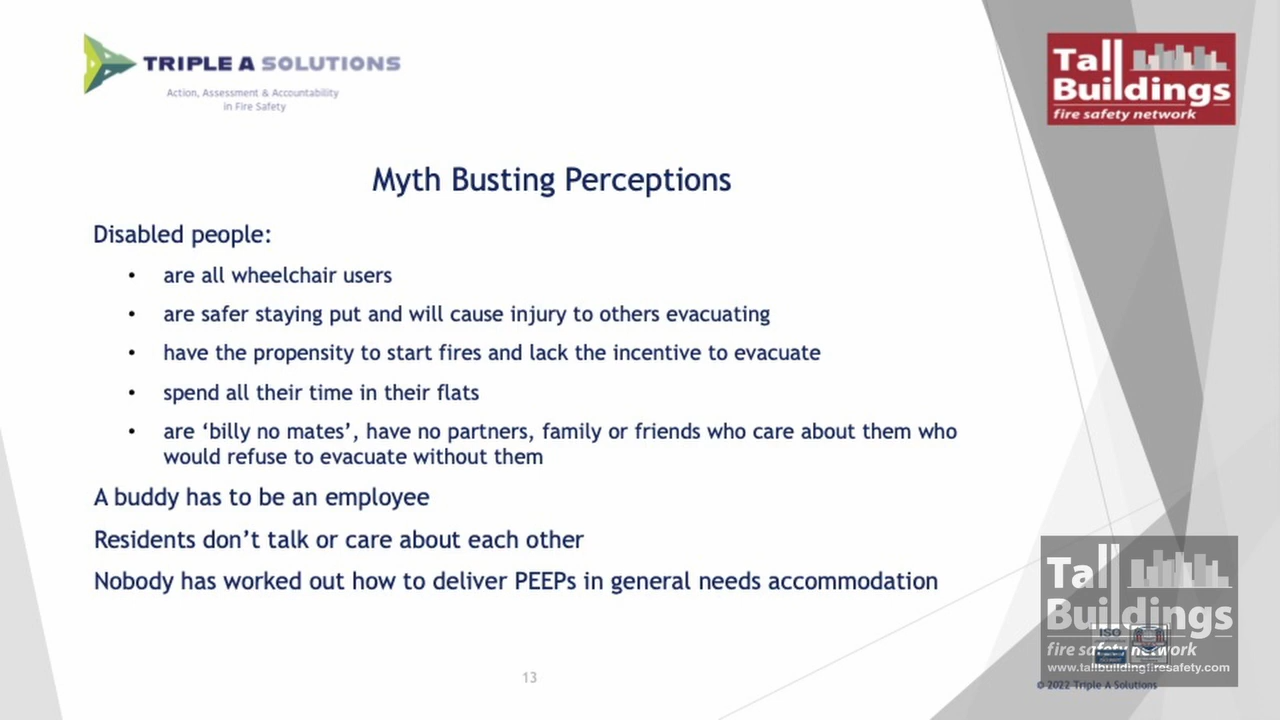 TRIPLE A SOLUTIONS
Action, Assessment & Accountability
in Fire Safety
Tall
Buildings
fire safety network
Myth Busting Perceptions
Disabled people:
• are all wheelchair users
• are safer staying put and will cause injury to others evacuating
• have the propensity to start fires and lack the incentive to evacuate
• spend all their time in their flats
• are ‘billy no mates’, have no partners, family or friends who care about them who
would refuse to evacuate without them
A buddy has to be an employee
Residents don’t talk or care about each other
Nobody has worked out how to deliver PEEPs in general needs accommodation
Tall
Buildings
ISO
fire safety network
www.tallbuildingfiresafety.com
13
© 2022 Triple A Solutions